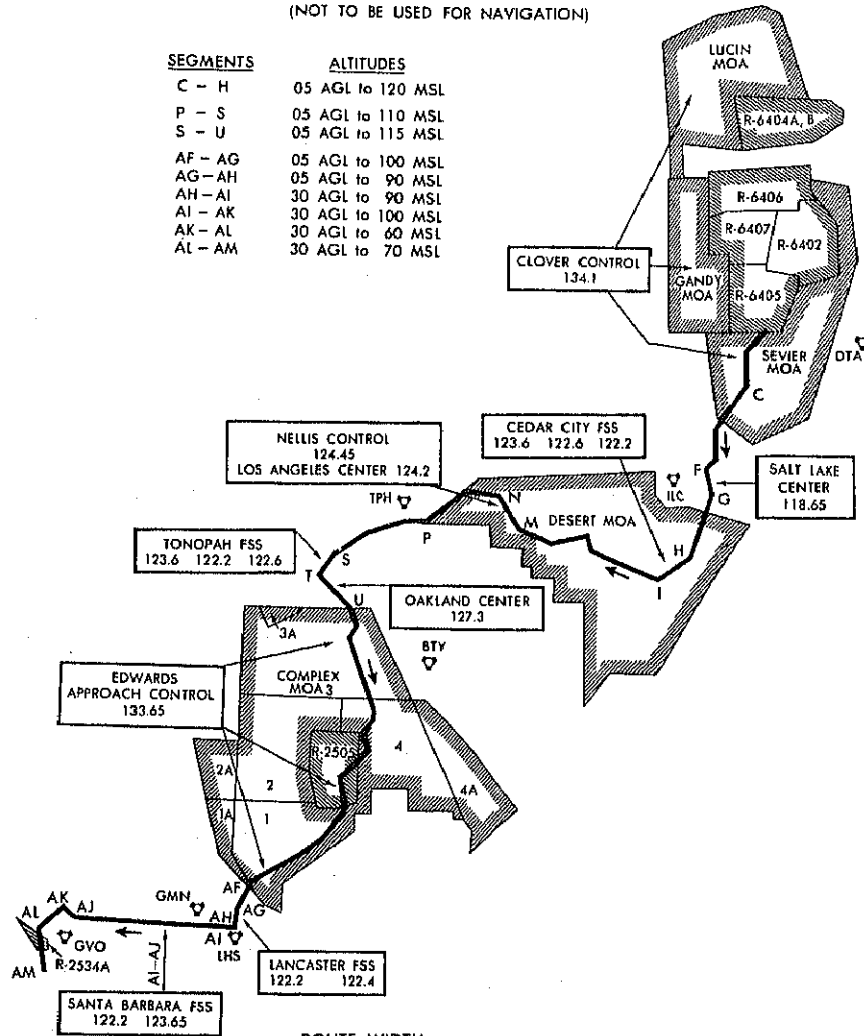 (NOT TO BE USED FOR NAVIGATION)
SEGMENTS ALTITUDES
C – H 05 AGL to 120 MSL
P – S 05 AGL to 110 MSL
S – U 05 AGL to 115 MSL
AF – AG 05 AGL to 100 MSL
AG – AH 05 AGL to 90 MSL
AH – AI 30 AGL to 90 MSL
AI – AK 30 AGL to 100 MSL
AK – AL 30 AGL to 60 MSL
AL – AM 30 AGL to 70 MSL
LUCIN
MOA
R-6404A, B
R-6406
R-6407
R-6402
CLOVER CONTROL
134.1
GANDY
MOA
R-6405
SEVIER
MOA
DTA
C
CEDAR CITY FSS
123.6 122.6 122.2
NELLIS CONTROL
124.45
LOS ANGELES CENTER 124.2
F
SALT LAKE
CENTER
118.65
ILC
G
TPH
N
DESERT MOA
P
M
H
I
TONOPAH FSS
123.6 122.2 122.6
S
T
U
OAKLAND CENTER
127.3
3A
BTY
EDWARDS
APPROACH CONTROL
133.65
COMPLEX
MOA 3
R-2505
4
2A
2
4A
1A
1
AF
AG
GMN
AH
AI
LHS
AK
AJ
AL
GVO
R-2534A
AM
AI-AJ
LANCASTER FSS
122.2 122.4
SANTA BARBARA FSS
122.2 123.65